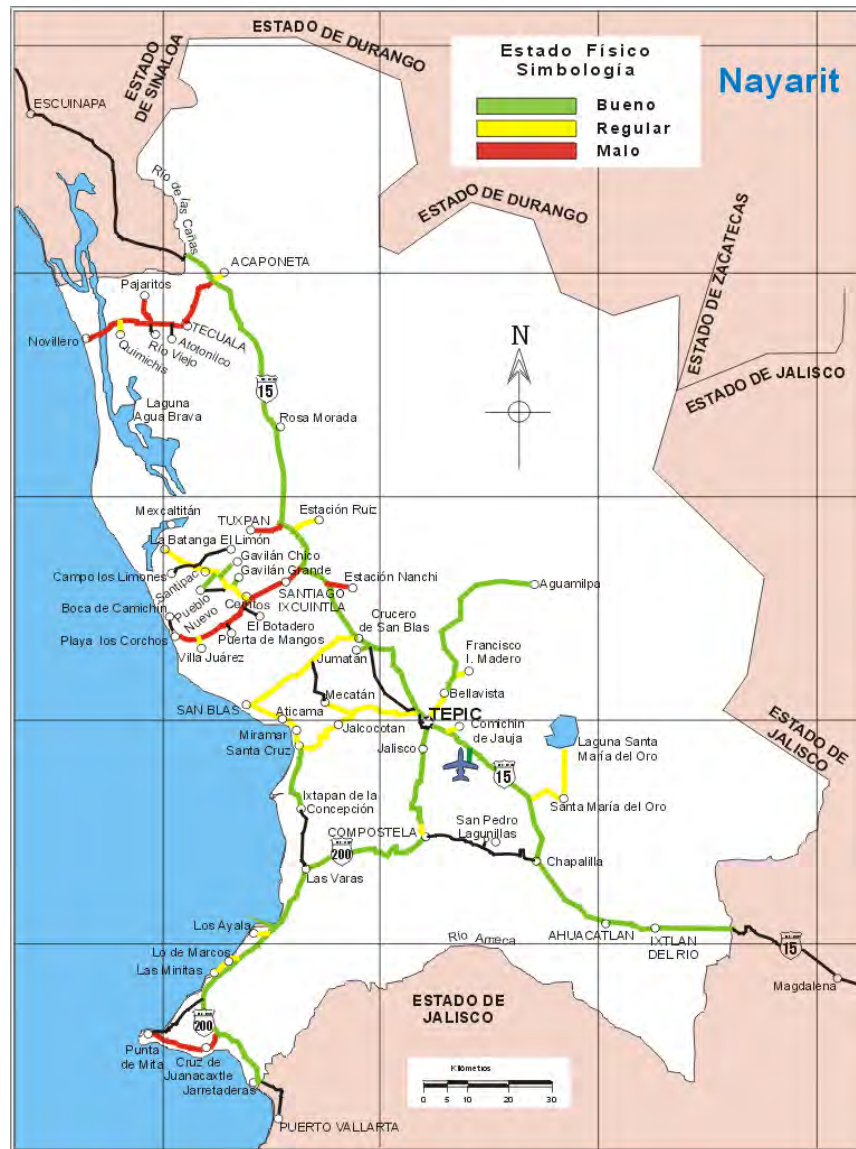 ESTADO DE DURANGO
ESTADO
DE SINALOA
Estado Físico
Simbología
Bueno
Regular
Malo
Nayarit
ESCUINAPA
Río de las Cañas
ESTADO DE DURANGO
ESTADO DE ZACATECAS
ESTADO DE JALISCO
ACAPONETA
Pajaritos
TECUALA
Novillero
Quimichis
Río Viejo
Atotonilco
N
15
Laguna
Agua Brava
Rosa Morada
Mexcaltitán
TUXPAN
Estación Ruiz
La Batanga
El Limón
Gavilán Chico
Gavilán Grande
Campo los Limones
Santipac
Pueblo
Nuevo
Cerritos
SANTIAGO
IXCUINTLA
Estación Nanchi
Aguamilpa
Boca de Camichin
El Botadero
Crucero
de San Blas
Playa los Corchos
Puerta de Mangos
Villa Juárez
Jumatán
Francisco
I. Madero
SAN BLAS
Mecatán
Bellavista
Aticama
TEPIC
Miramar
Jalcocotan
Comichin
de Jauja
Santa Cruz
Jalisco
Laguna Santa
María del Oro
ESTADO DE
JALISCO
15
Ixtapan de la
Concepción
Santa María del Oro
COMPOSTELA
San Pedro
Lagunillas
200
Chapalilla
Las Varas
Los Ayala
AHUACATLAN
IXTLAN
DEL RIO
15
Lo de Marcos
Río Ameca
Las Minitas
Magdalena
ESTADO DE
JALISCO
200
Punta
de Mita
Cruz de
Juanacaxtle
Jarretaderas
Kilómetros
0 5 10 20 30
PUERTO VALLARTA